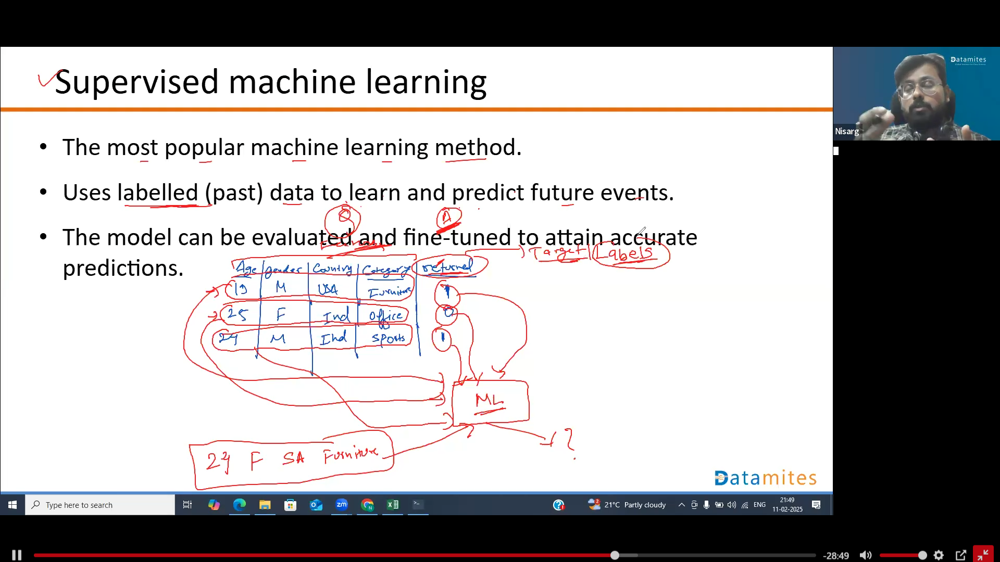 Supervised machine learning
Datamites
Nisarg
• The most popular machine learning method.
• Uses labelled (past) data to learn and predict future events.
Q
A
• The model can be evaluated and fine-tuned to attain accurate
predictions.
Target | Labels
Age gender Country Category returned
19 M USA Furniture 1
25 F Ind Office 0
24 M Ind Sports 1
ML
?
F SA Furniture
Datamites
Type here to search
zm
21°C Partly cloudy
ENG
21:49
11-02-2025
-28:49